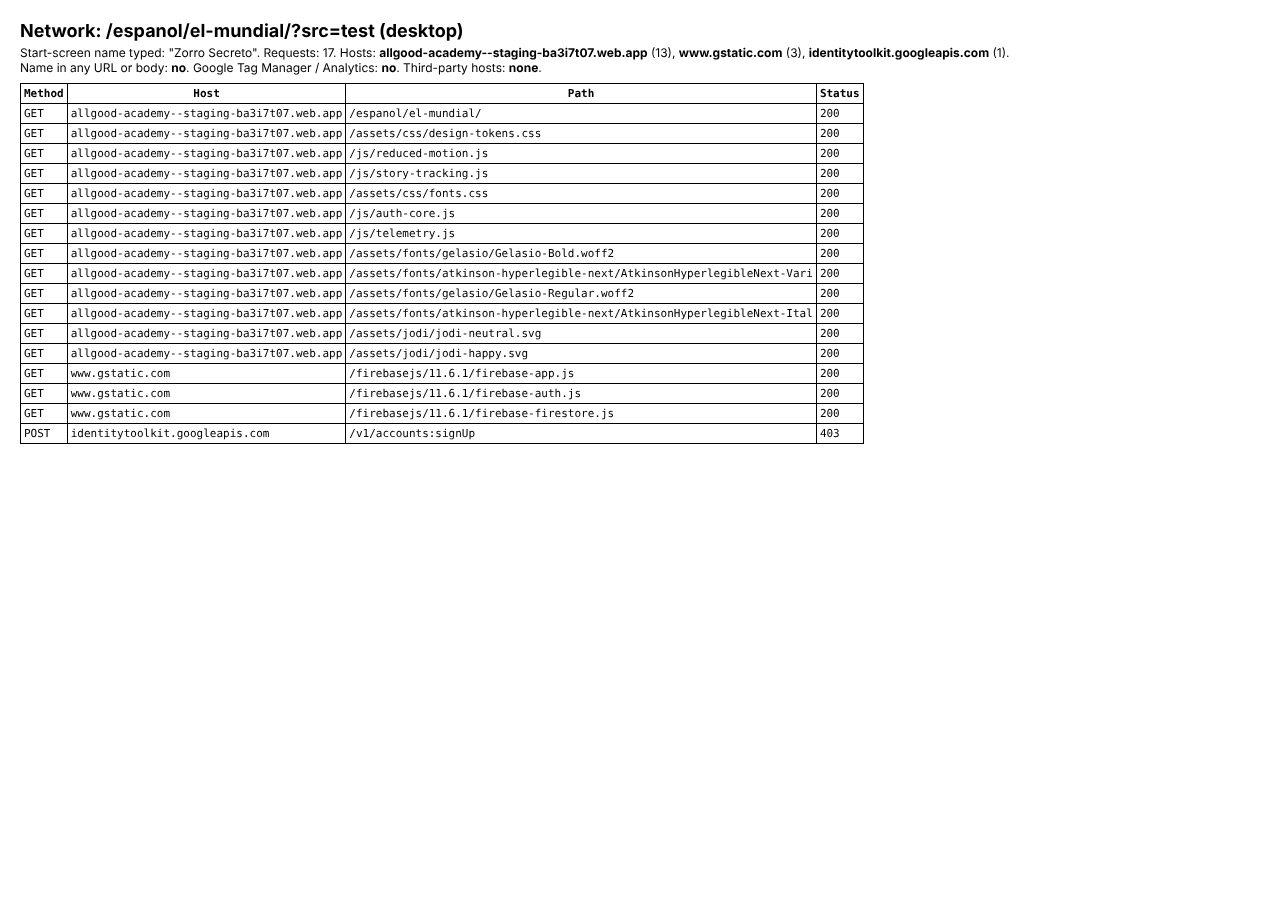 Network: /espanol/el-mundial/?src=test (desktop)
Start-screen name typed: "Zorro Secreto". Requests: 17. Hosts: allgood-academy--staging-ba3i7t07.web.app (13), www.gstatic.com (3), identitytoolkit.googleapis.com (1).
Name in any URL or body: no. Google Tag Manager / Analytics: no. Third-party hosts: none.
Method Host Path Status
GET allgood-academy--staging-ba3i7t07.web.app /espanol/el-mundial/ 200
GET allgood-academy--staging-ba3i7t07.web.app /assets/css/design-tokens.css 200
GET allgood-academy--staging-ba3i7t07.web.app /js/reduced-motion.js 200
GET allgood-academy--staging-ba3i7t07.web.app /js/story-tracking.js 200
GET allgood-academy--staging-ba3i7t07.web.app /assets/css/fonts.css 200
GET allgood-academy--staging-ba3i7t07.web.app /js/auth-core.js 200
GET allgood-academy--staging-ba3i7t07.web.app /js/telemetry.js 200
GET allgood-academy--staging-ba3i7t07.web.app /assets/fonts/gelasio/Gelasio-Bold.woff2 200
GET allgood-academy--staging-ba3i7t07.web.app /assets/fonts/atkinson-hyperlegible-next/AtkinsonHyperlegibleNext-Vari 200
GET allgood-academy--staging-ba3i7t07.web.app /assets/fonts/gelasio/Gelasio-Regular.woff2 200
GET allgood-academy--staging-ba3i7t07.web.app /assets/fonts/atkinson-hyperlegible-next/AtkinsonHyperlegibleNext-Ital 200
GET allgood-academy--staging-ba3i7t07.web.app /assets/jodi/jodi-neutral.svg 200
GET allgood-academy--staging-ba3i7t07.web.app /assets/jodi/jodi-happy.svg 200
GET www.gstatic.com /firebasejs/11.6.1/firebase-app.js 200
GET www.gstatic.com /firebasejs/11.6.1/firebase-auth.js 200
GET www.gstatic.com /firebasejs/11.6.1/firebase-firestore.js 200
POST identitytoolkit.googleapis.com /v1/accounts:signUp 403